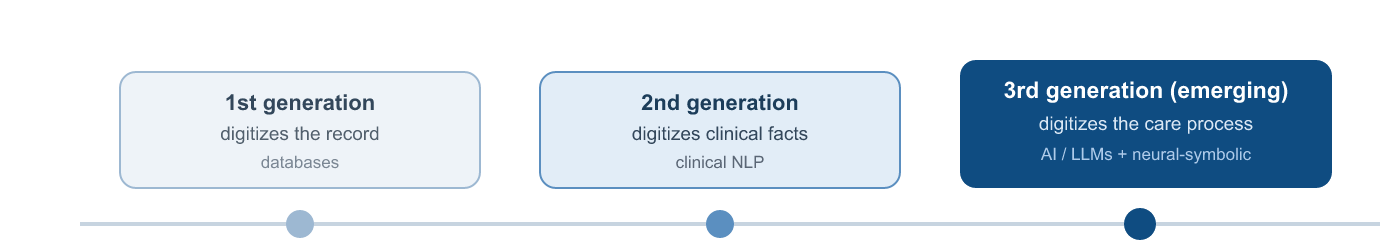 1st generation
digitizes the record
databases
2nd generation
digitizes clinical facts
clinical NLP
3rd generation (emerging)
digitizes the care process
AI / LLMs + neural-symbolic